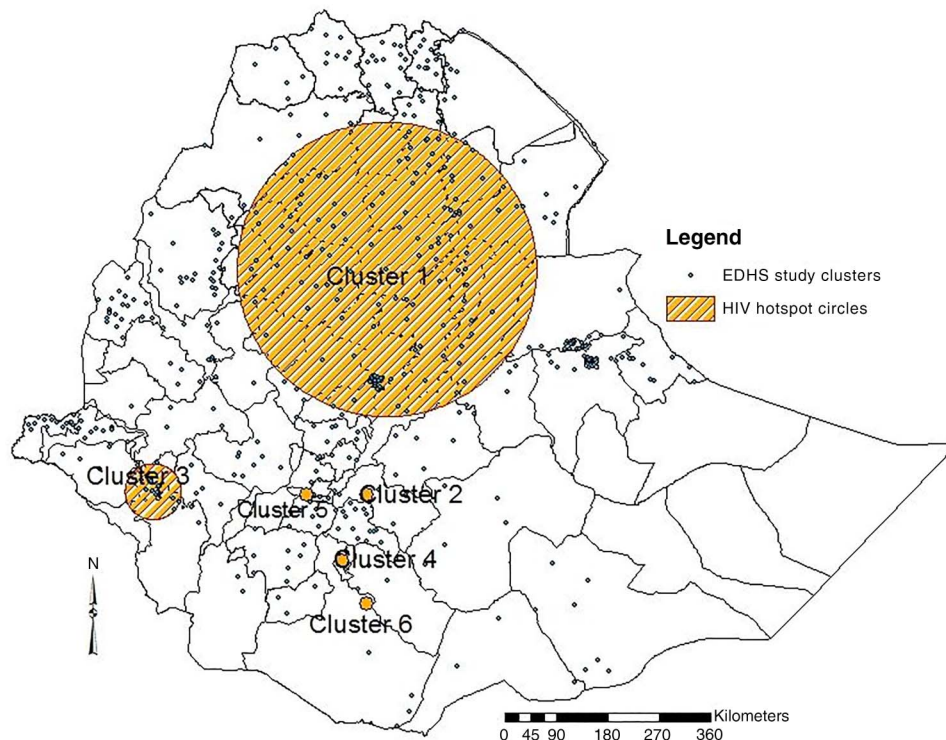 Legend
EDHS study clusters
HIV hotspot circles
Cluster 1
Cluster 3
Cluster 2
Cluster 5
Cluster 4
Cluster 6
N
Kilometers
0 45 90 180 270 360